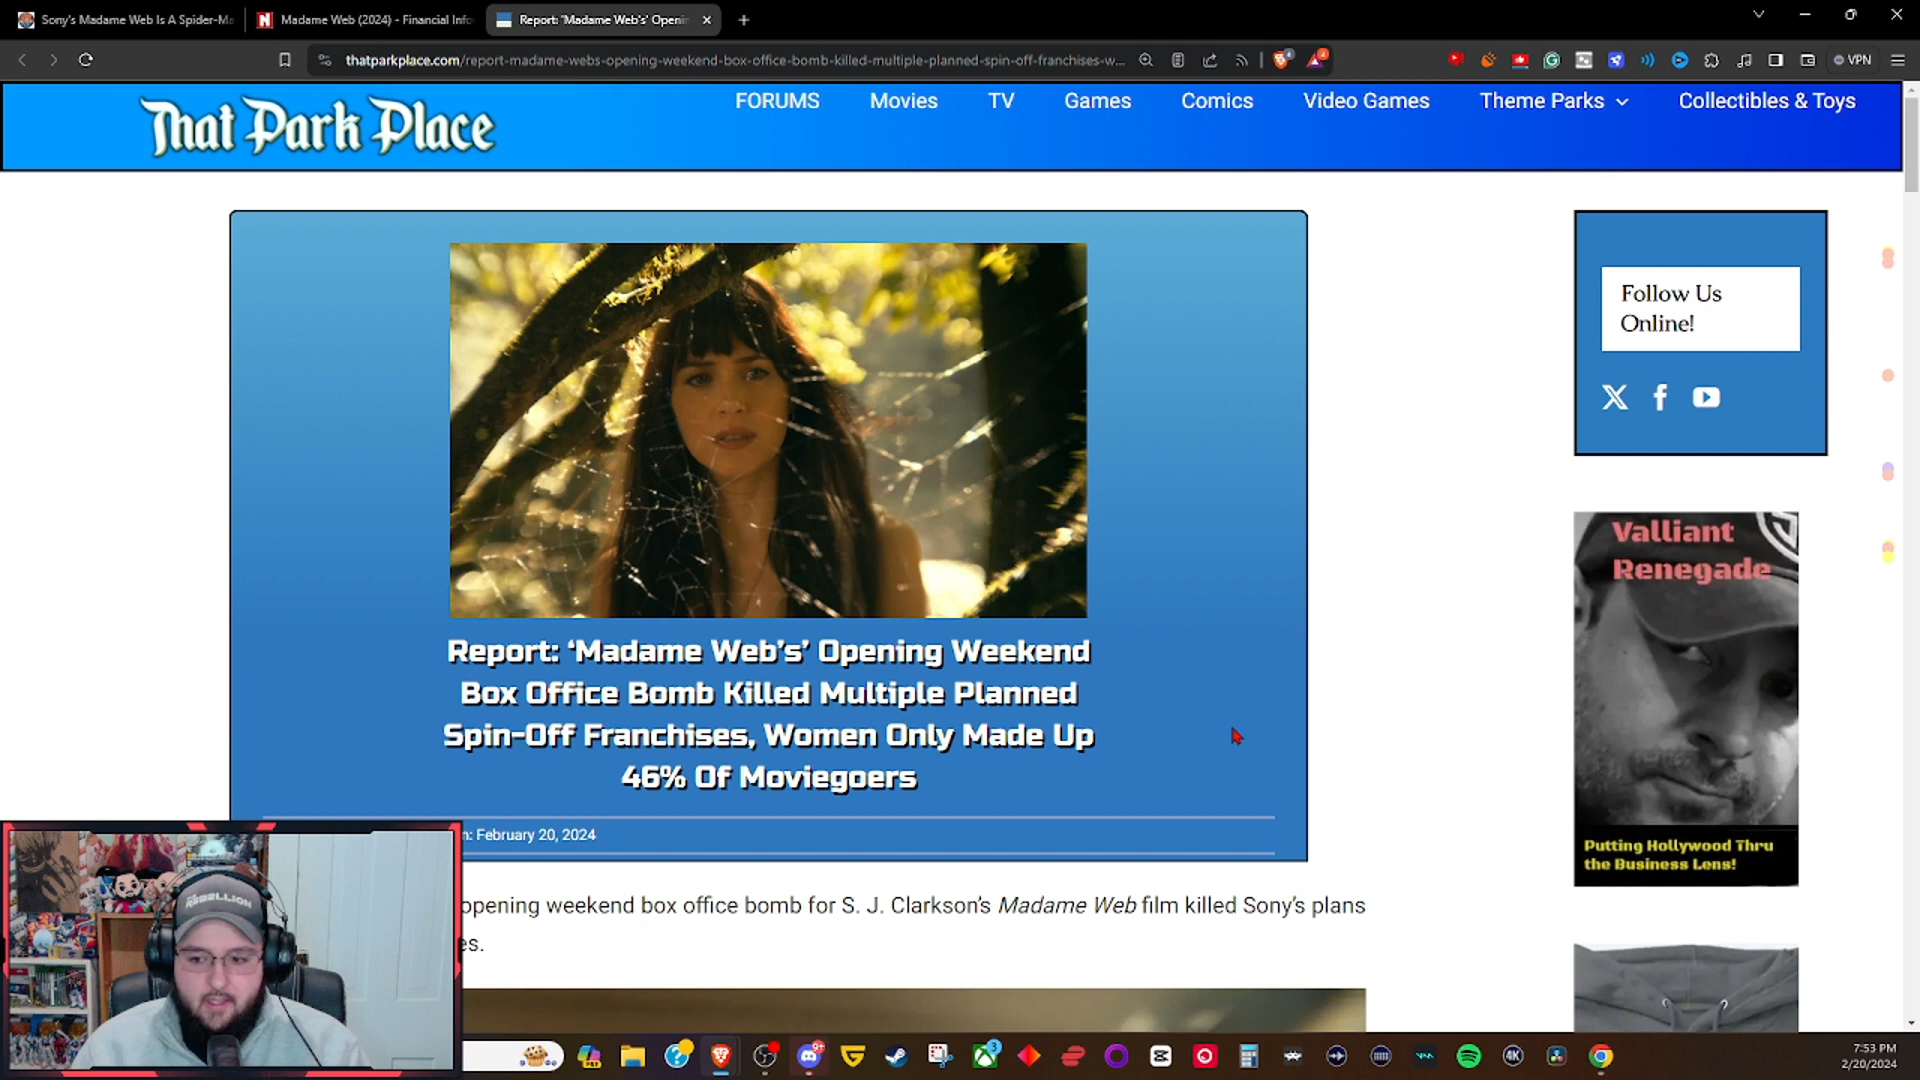 Sony's Madame Web Is A Spider-Ma
Madame Web (2024) - Financial Info
Report: 'Madame Web's' Openin
thatparkplace.com/report-madame-webs-opening-weekend-box-office-bomb-killed-multiple-planned-spin-off-franchises-w...
VPN
That Park Place
FORUMS Movies TV Games Comics Video Games Theme Parks Collectibles & Toys
Follow Us
Online!
Report: ‘Madame Web’s’ Opening Weekend
Box Office Bomb Killed Multiple Planned
Spin-Off Franchises, Women Only Made Up
46% Of Moviegoers
n: February 20, 2024
Valliant
Renegade
Putting Hollywood Thru
the Business Lens!
opening weekend box office bomb for S. J. Clarkson’s Madame Web film killed Sony’s plans
es.
REBELLION
7:53 PM
2/20/2024